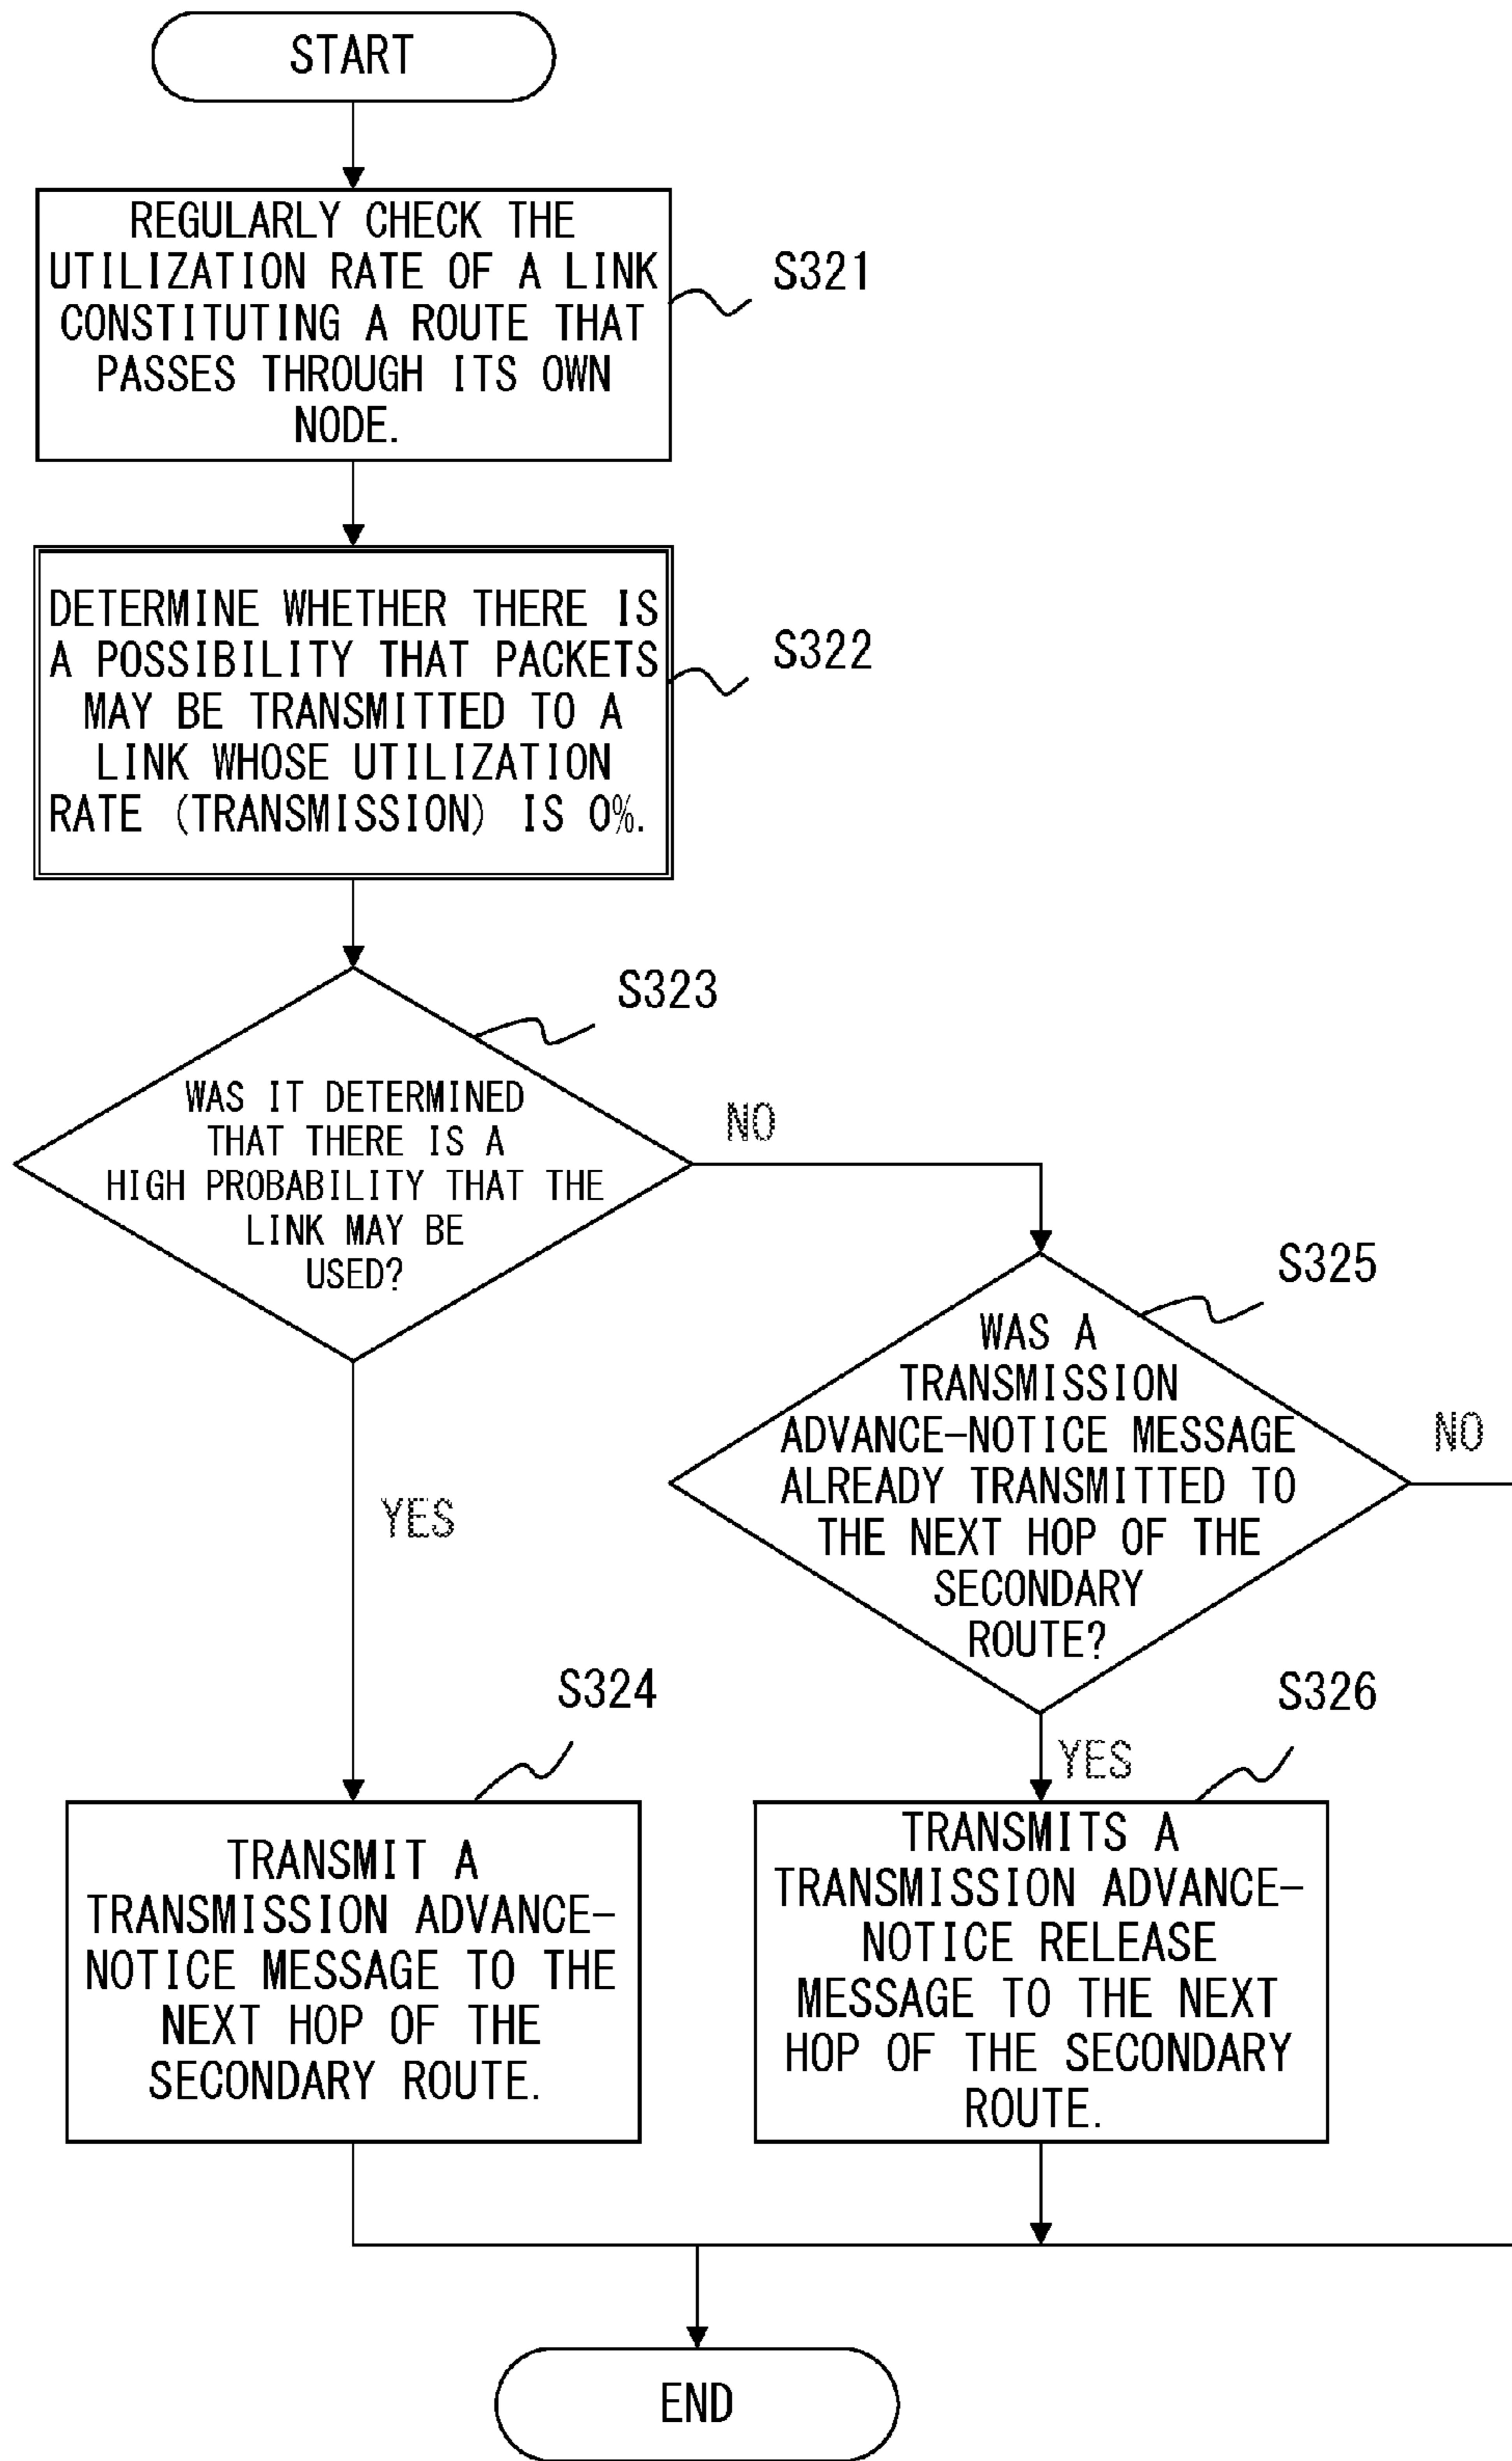 START
REGULARLY CHECK THE
UTILIZATION RATE OF A LINK
CONSTITUTING A ROUTE THAT
PASSES THROUGH ITS OWN
NODE.
S321
DETERMINE WHETHER THERE IS
A POSSIBILITY THAT PACKETS
MAY BE TRANSMITTED TO A
LINK WHOSE UTILIZATION
RATE (TRANSMISSION) IS 0%.
S322
S323
WAS IT DETERMINED
THAT THERE IS A
HIGH PROBABILITY THAT THE
LINK MAY BE
USED?
NO
YES
S325
WAS A
TRANSMISSION
ADVANCE-NOTICE MESSAGE
ALREADY TRANSMITTED TO
THE NEXT HOP OF THE
SECONDARY
ROUTE?
NO
YES
S324
TRANSMIT A
TRANSMISSION ADVANCE-
NOTICE MESSAGE TO THE
NEXT HOP OF THE
SECONDARY ROUTE.
S326
TRANSMITS A
TRANSMISSION ADVANCE-
NOTICE RELEASE
MESSAGE TO THE NEXT
HOP OF THE SECONDARY
ROUTE.
END